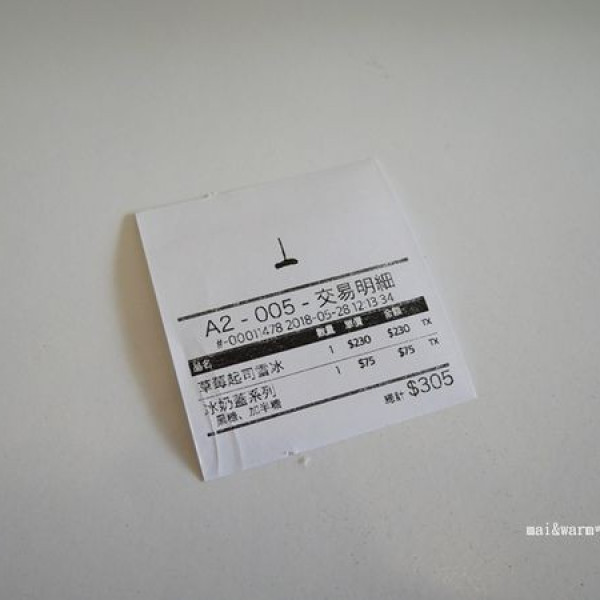 A2 - 005 - 交易明細
#-00011478 2018-05-28 12:13:34
品名 數量 單價 金額
草莓起司雪冰 1 $230 $230 TX
冰奶蓋系列 1 $75 $75 TX
黑糖、加半糖
總計 $305
mai&warm